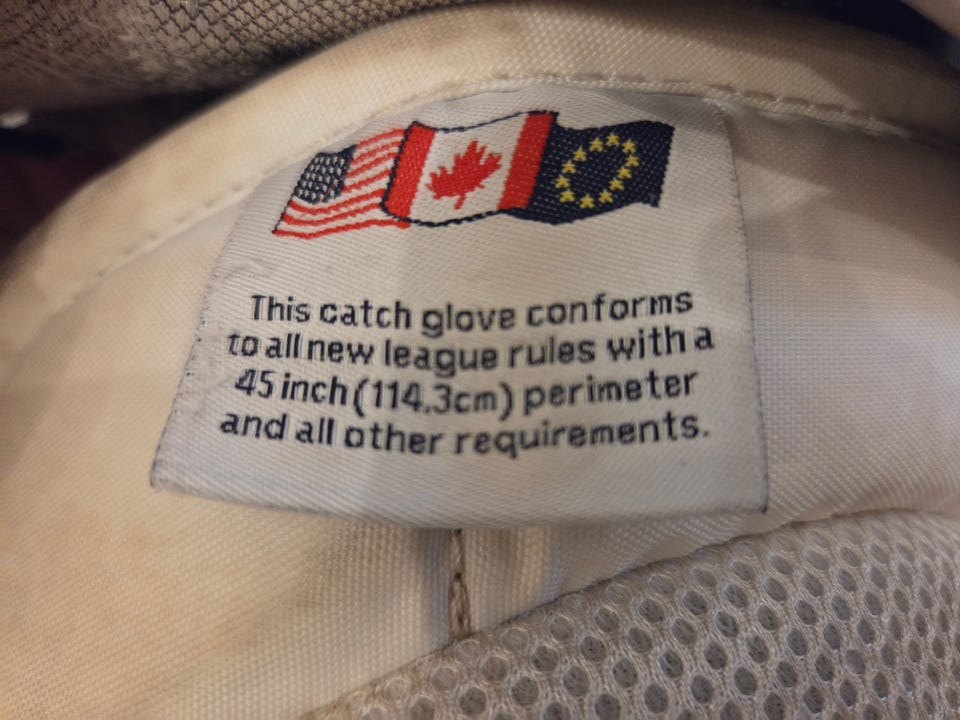 This catch glove conforms
to all new league rules with a
45 inch (114.3cm) perimeter
and all other requirements.